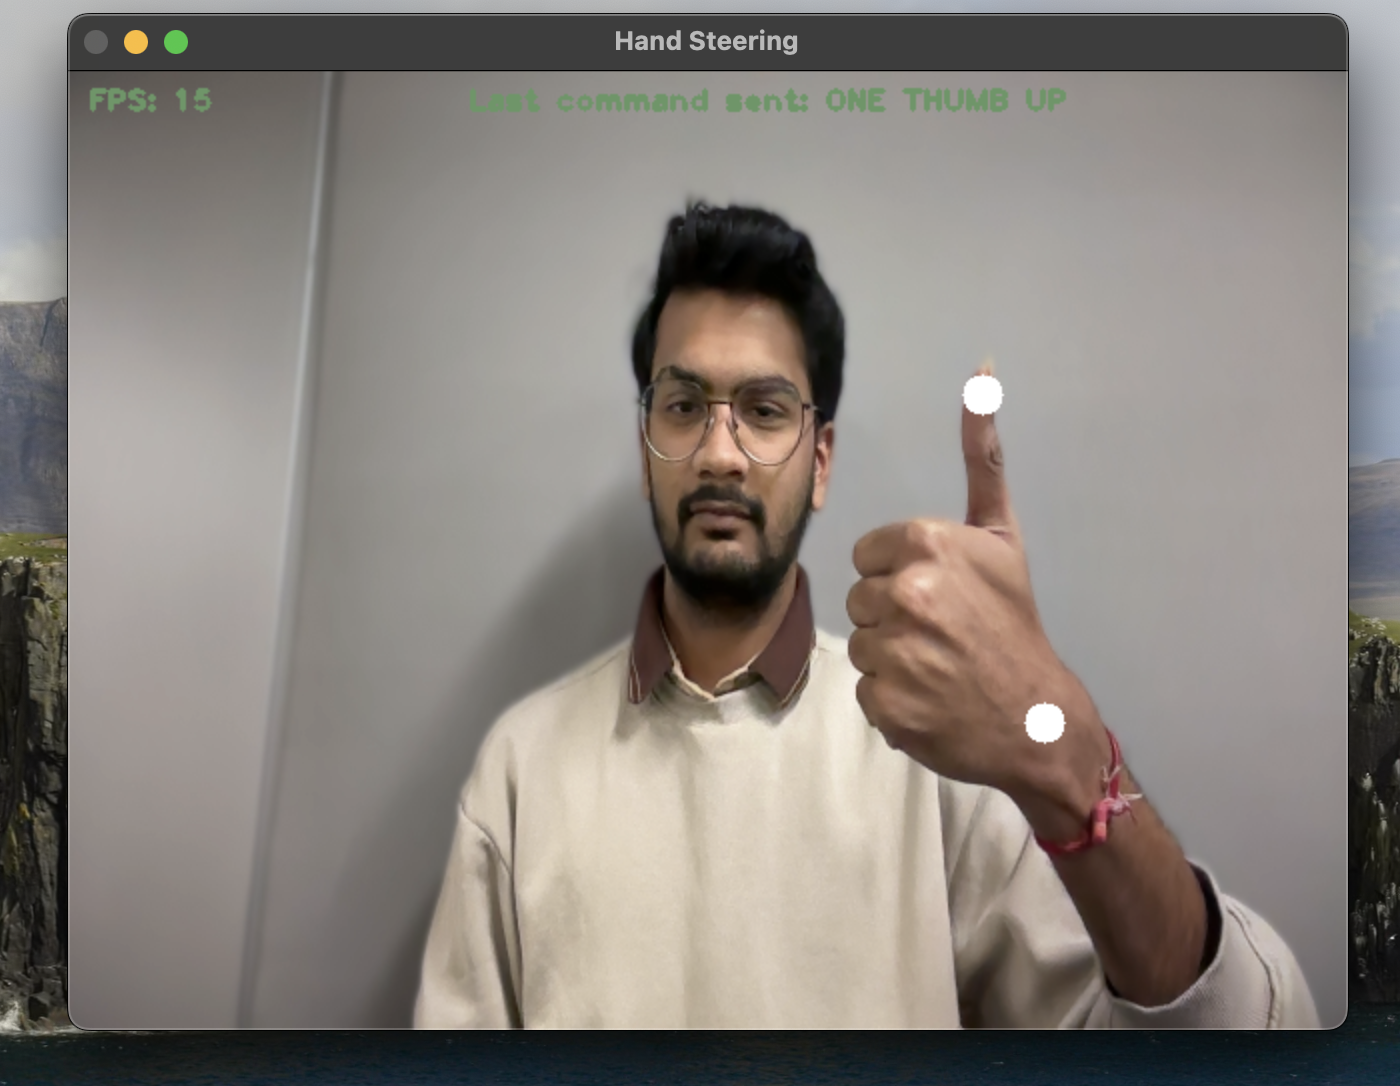 Hand Steering
FPS: 15
Last command sent: ONE THUMB UP